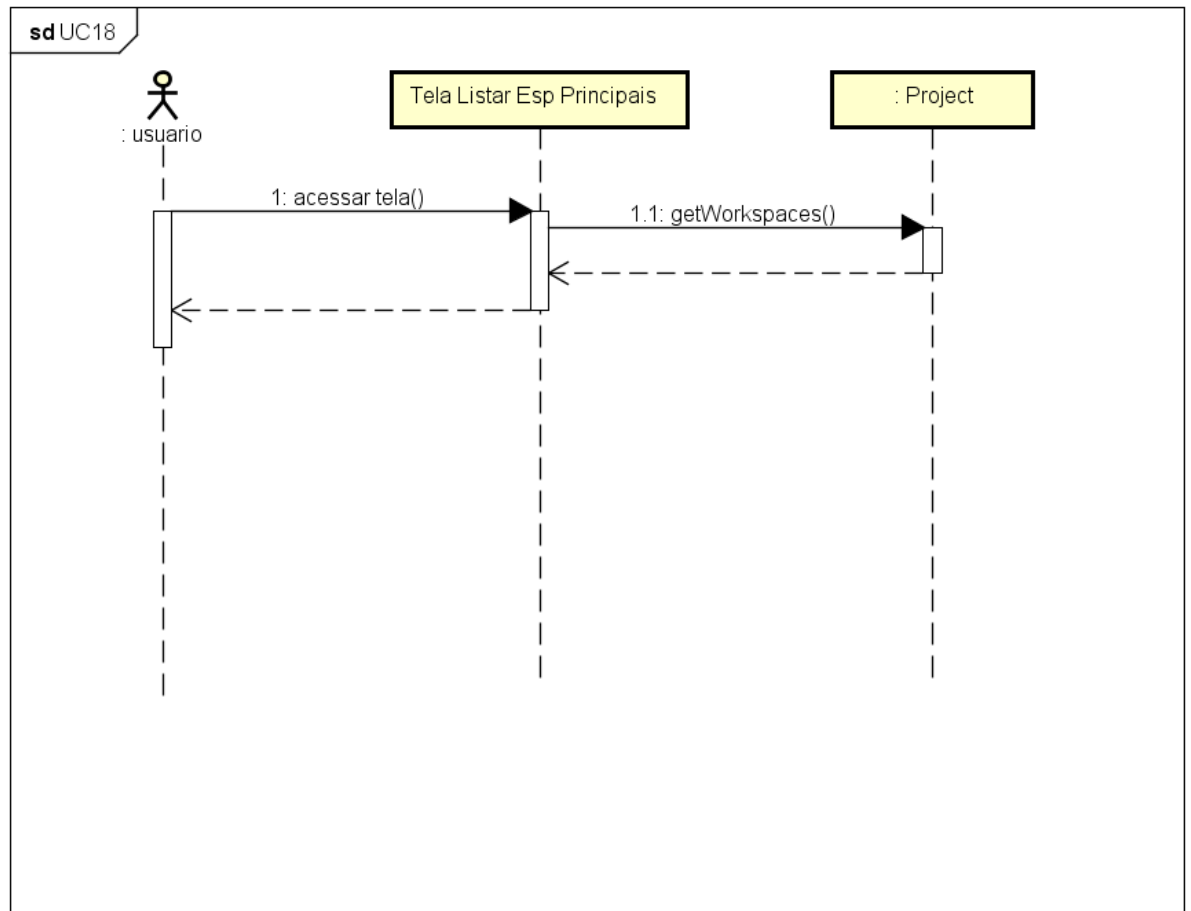 sd UC18
: usuario
Tela Listar Esp Principais
: Project
1: acessar tela()
1.1: getWorkspaces()